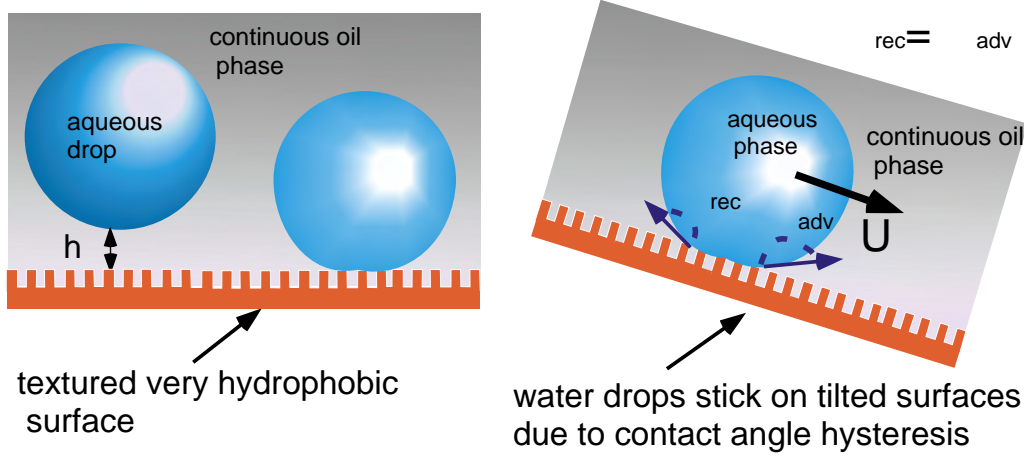 continuous oil
phase
aqueous
drop
h
textured very hydrophobic
surface
rec= adv
aqueous
phase
continuous oil
phase
rec
adv
U
water drops stick on tilted surfaces
due to contact angle hysteresis